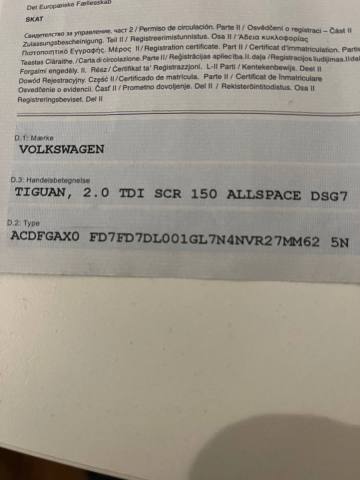 Det Europæiske Fællesskab
SKAT
Свидетелство за управление, част 2 / Permiso de circulación. Parte II / Osvědčení o registraci – Část II
Zulassungsbescheinigung. Teil II / Registreerimistunnistus. Osa II / Άδεια κυκλοφορίας
Πιστοποιητικό Εγγραφής. Μέρος II / Registration certificate. Part II / Certificat d'immatriculation. Partie
Teastas Cláraithe. / Carta di circolazione. Parte II / Reģistrācijas apliecība. II. daļa / Registracijos liudijimas. II dal
Forgalmi engedély. II. Rész / Ċertifikat ta' Reġistrazzjoni. L-II Parti / Kentekenbewijs. Deel II
Dowód Rejestracyjny. Część II / Certificado de matrícula. Parte II / Certificat de înmatriculare
Osvedčenie o evidencii. Časť II / Prometno dovoljenje. Del II / Rekisteröintitodistus. Osa II
Registreringsbeviset. Del II
D.1: Mærke
VOLKSWAGEN
D.3: Handelsbetegnelse
TIGUAN, 2.0 TDI SCR 150 ALLSPACE DSG7
D.2: Type
ACDFGAX0 FD7FD7DL001GL7N4NVR27MM62 5N